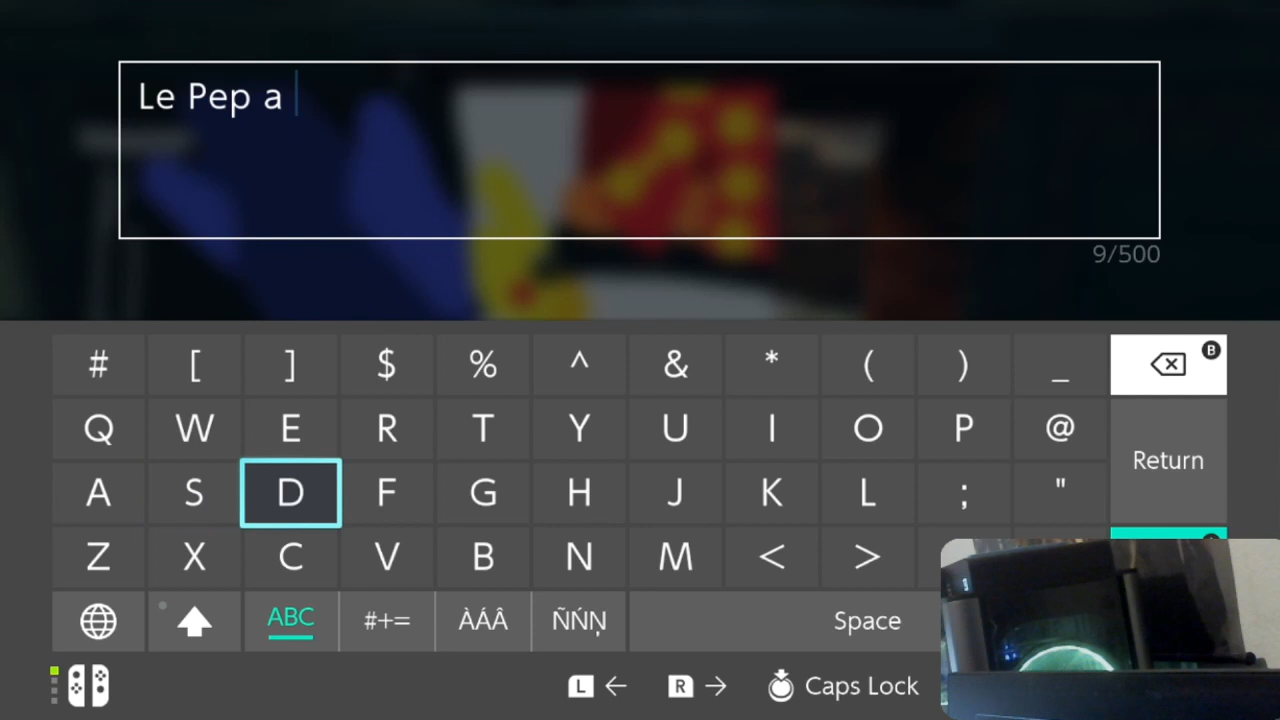 Le Pep a
9/500
# [ ] $ % ^ & * ( ) _ B
Q W E R T Y U I O P @
Return
A S D F G H J K L ; "
Z X C V B N M < >
ABC #+= ÀÁÂ ÑŃŅ Space
L ← R → Caps Lock